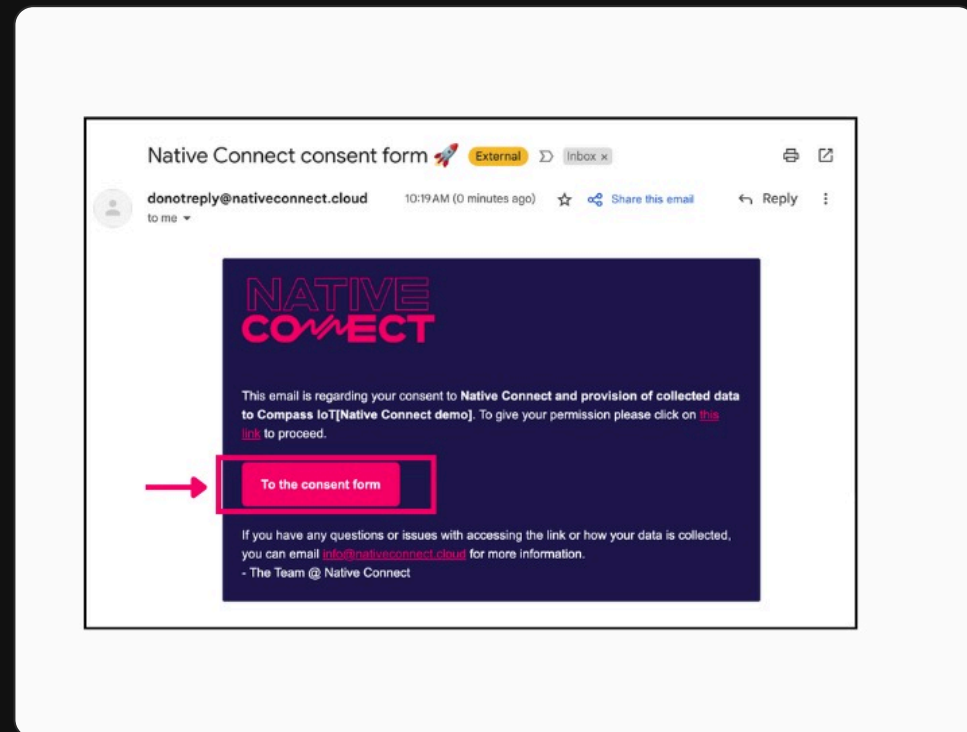 Native Connect consent form 🚀 External Inbox ×
donotreply@nativeconnect.cloud 10:19 AM (0 minutes ago) Share this email Reply
to me
NATIVE
CONNECT
This email is regarding your consent to Native Connect and provision of collected data
to Compass IoT[Native Connect demo]. To give your permission please click on this
link to proceed.
To the consent form
If you have any questions or issues with accessing the link or how your data is collected,
you can email info@nativeconnect.cloud for more information.
- The Team @ Native Connect